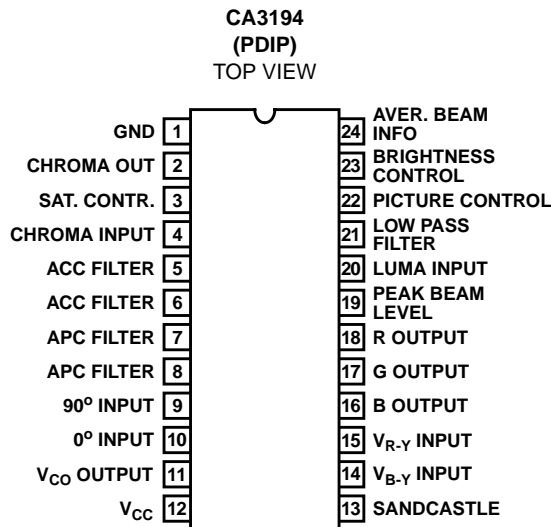 CA3194
(PDIP)
TOP VIEW
GND 1
CHROMA OUT 2
SAT. CONTR. 3
CHROMA INPUT 4
ACC FILTER 5
ACC FILTER 6
APC FILTER 7
APC FILTER 8
90° INPUT 9
0° INPUT 10
VCO OUTPUT 11
VCC 12
24 AVER. BEAM
INFO
23 BRIGHTNESS
CONTROL
22 PICTURE CONTROL
21 LOW PASS
FILTER
20 LUMA INPUT
19 PEAK BEAM
LEVEL
18 R OUTPUT
17 G OUTPUT
16 B OUTPUT
15 VR-Y INPUT
14 VB-Y INPUT
13 SANDCASTLE